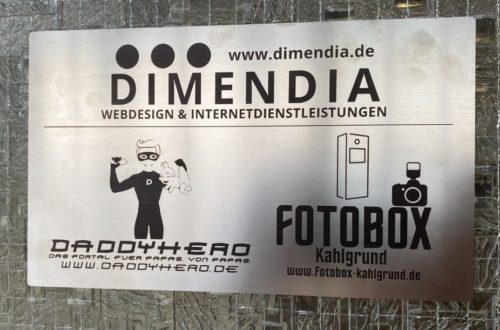 www.dimendia.de
DIMENDIA
WEBDESIGN & INTERNETDIENSTLEISTUNGEN
D
DADDYHERO
DAS PORTAL FUER PAPAS. VON PAPAS.
WWW.DADDYHERO.DE
FOTOBOX
Kahlgrund
www.Fotobox-kahlgrund.de